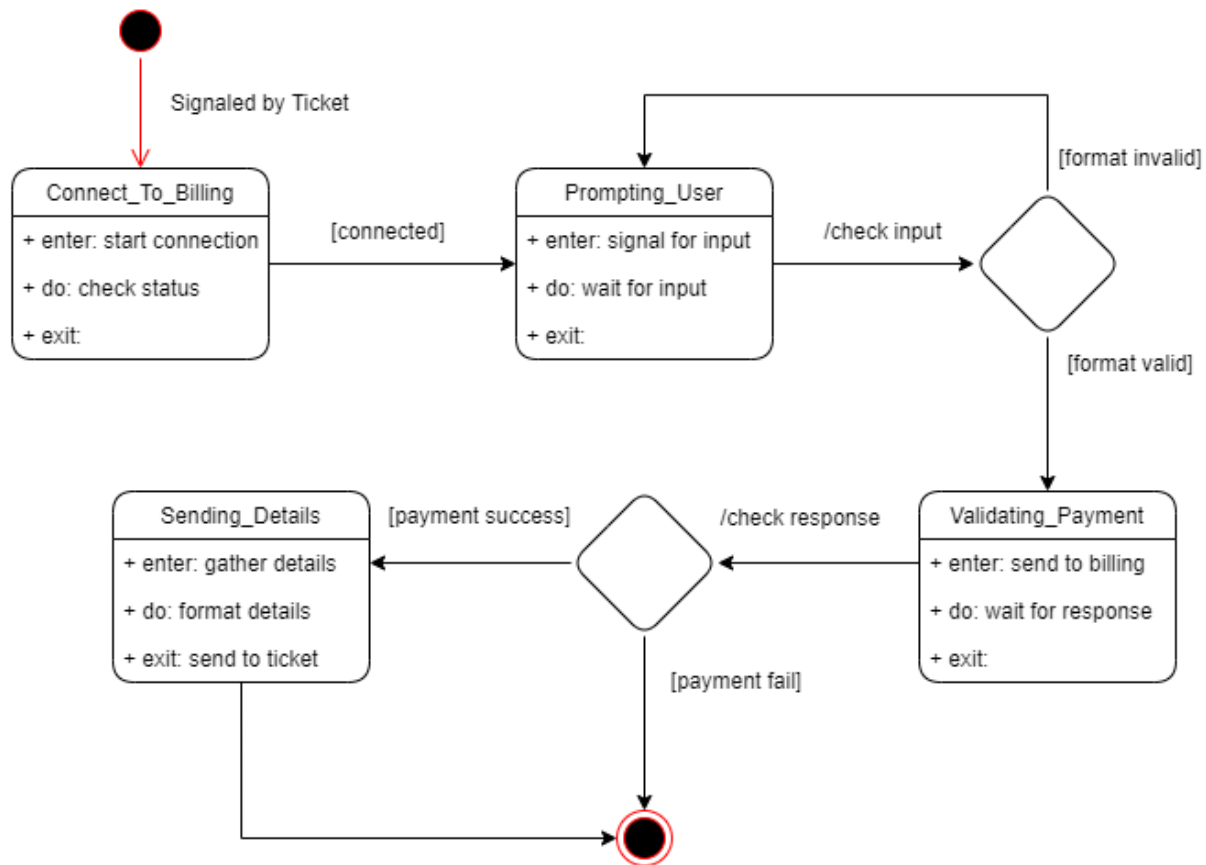 Signaled by Ticket
[format invalid]
Connect_To_Billing
+ enter: start connection
+ do: check status
+ exit:
[connected]
Prompting_User
+ enter: signal for input
+ do: wait for input
+ exit:
/check input
[format valid]
Sending_Details
+ enter: gather details
+ do: format details
+ exit: send to ticket
[payment success]
/check response
Validating_Payment
+ enter: send to billing
+ do: wait for response
+ exit:
[payment fail]